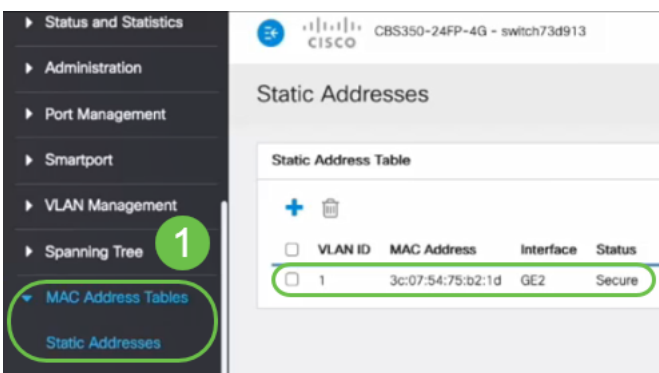 Status and Statistics
Administration
Port Management
Smartport
VLAN Management
Spanning Tree
1
MAC Address Tables
Static Addresses
CISCO
CBS350-24FP-4G - switch73d913
Static Addresses
Static Address Table
VLAN ID MAC Address Interface Status
1 3c:07:54:75:b2:1d GE2 Secure